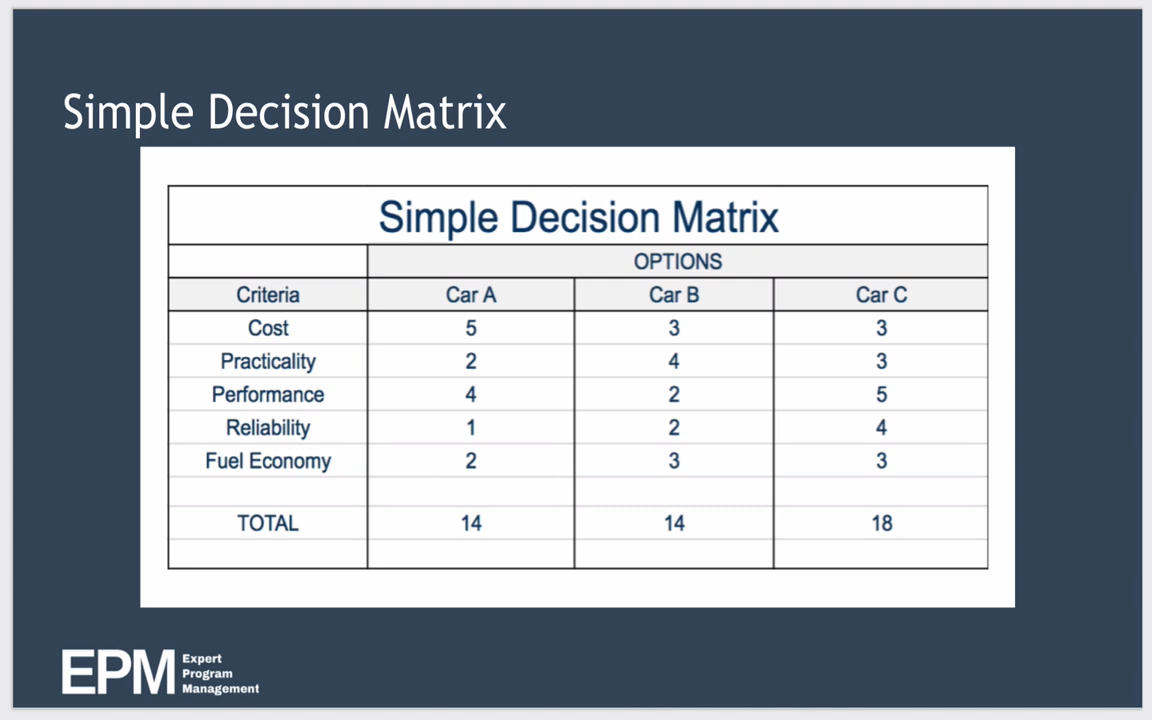 Simple Decision Matrix
Simple Decision Matrix
OPTIONS
Criteria Car A Car B Car C
Cost 5 3 3
Practicality 2 4 3
Performance 4 2 5
Reliability 1 2 4
Fuel Economy 2 3 3
TOTAL 14 14 18
EPM
Expert
Program
Management